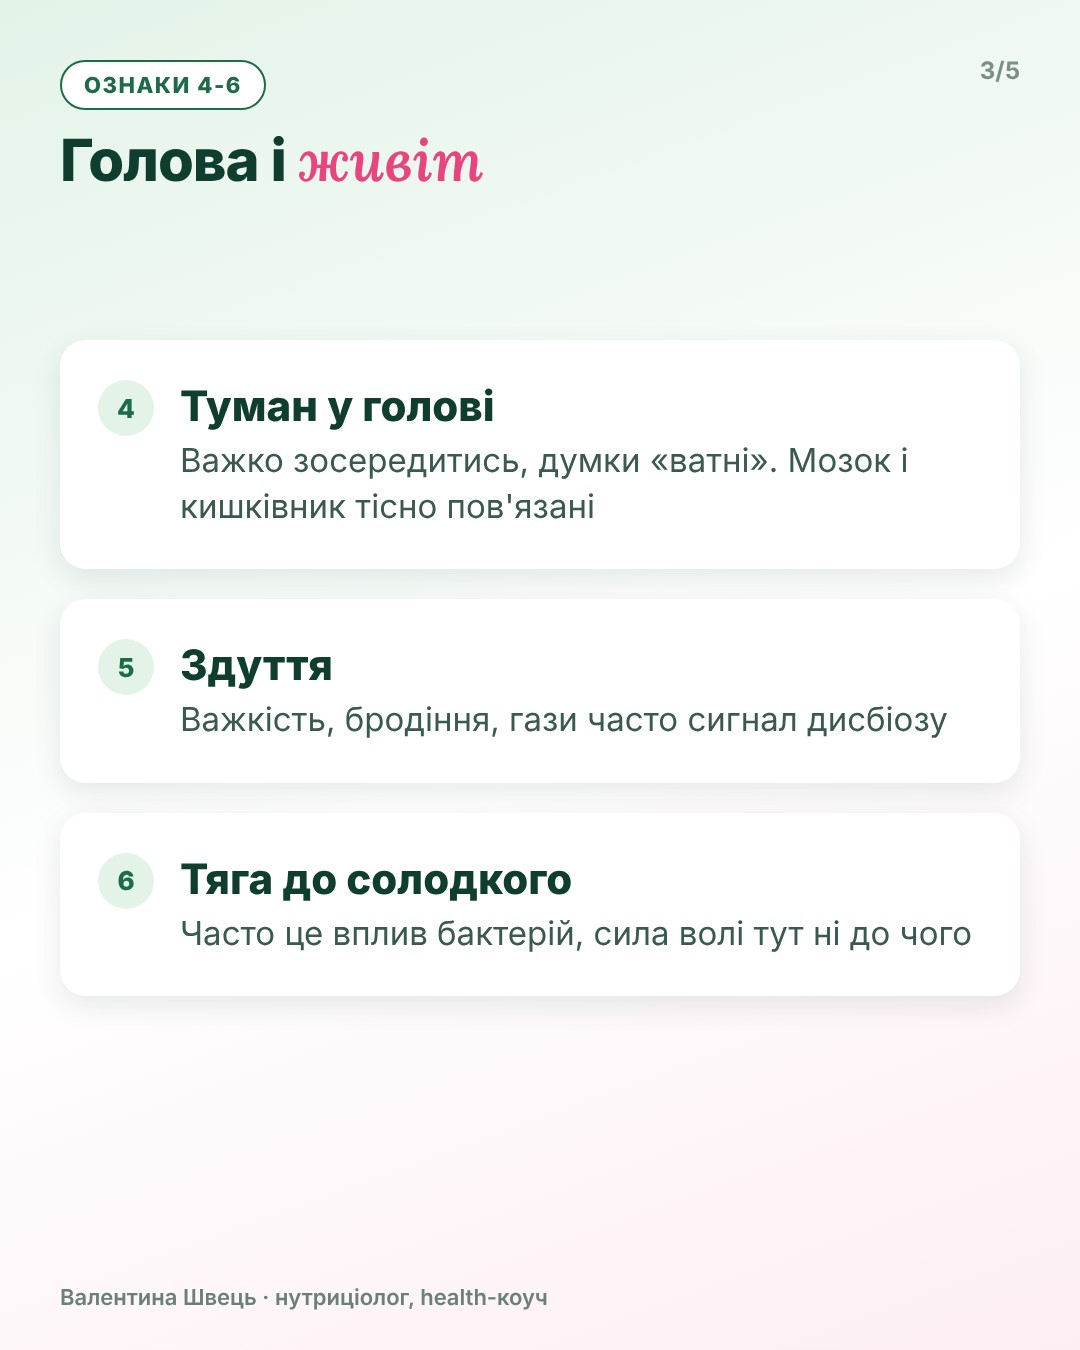 ОЗНАКИ 4-6
3/5
Голова і живіт
4
Туман у голові
Важко зосередитись, думки «ватні». Мозок і
кишківник тісно пов'язані
5
Здуття
Важкість, бродіння, гази часто сигнал дисбіозу
6
Тяга до солодкого
Часто це вплив бактерій, сила волі тут ні до чого
Валентина Швець · нутриціолог, health-коуч